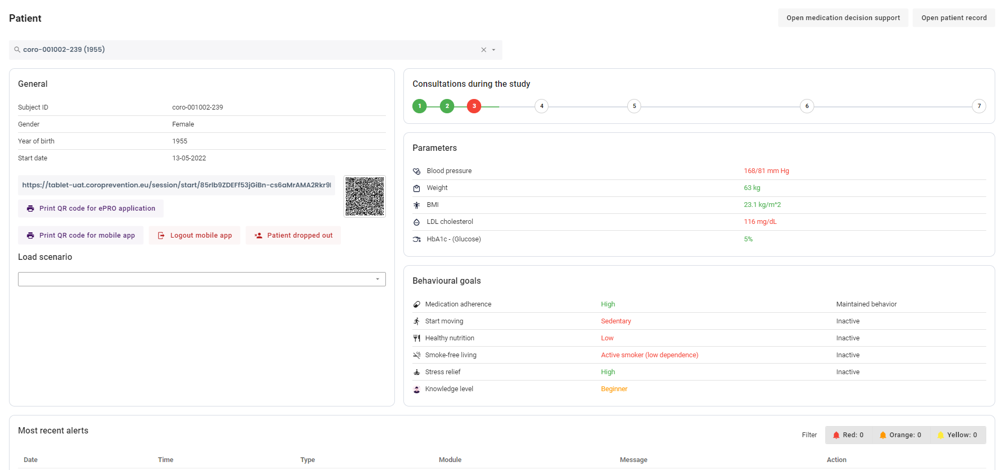 Patient
Open medication decision support
Open patient record
coro-001002-239 (1955)
General
Subject ID coro-001002-239
Gender Female
Year of birth 1955
Start date 13-05-2022
https://tablet-uat.coroprevention.eu/session/start/85rlb9ZDEFf53jGiBn-cs6aMrAMA2Rkr9
Print QR code for ePRO application
Print QR code for mobile app
Logout mobile app
Patient dropped out
Load scenario
Consultations during the study
1 2 3 4 5 6 7
Parameters
Blood pressure 168/81 mm Hg
Weight 63 kg
BMI 23.1 kg/m^2
LDL cholesterol 116 mg/dL
HbA1c - (Glucose) 5%
Behavioural goals
Medication adherence High Maintained behavior
Start moving Sedentary Inactive
Healthy nutrition Low Inactive
Smoke-free living Active smoker (low dependence) Inactive
Stress relief High Inactive
Knowledge level Beginner
Most recent alerts
Filter Red: 0 Orange: 0 Yellow: 0
Date Time Type Module Message Action